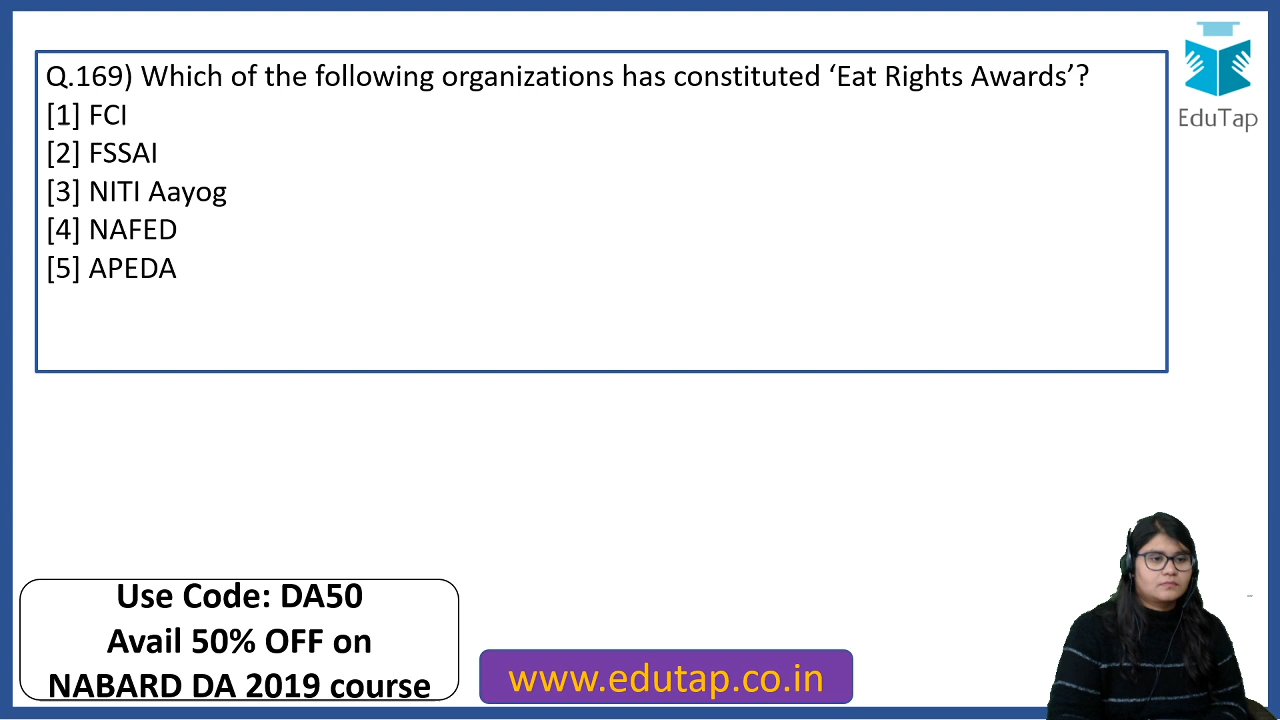 Q.169) Which of the following organizations has constituted ‘Eat Rights Awards’?
[1] FCI
[2] FSSAI
[3] NITI Aayog
[4] NAFED
[5] APEDA
EduTap
Use Code: DA50
Avail 50% OFF on
NABARD DA 2019 course
www.edutap.co.in